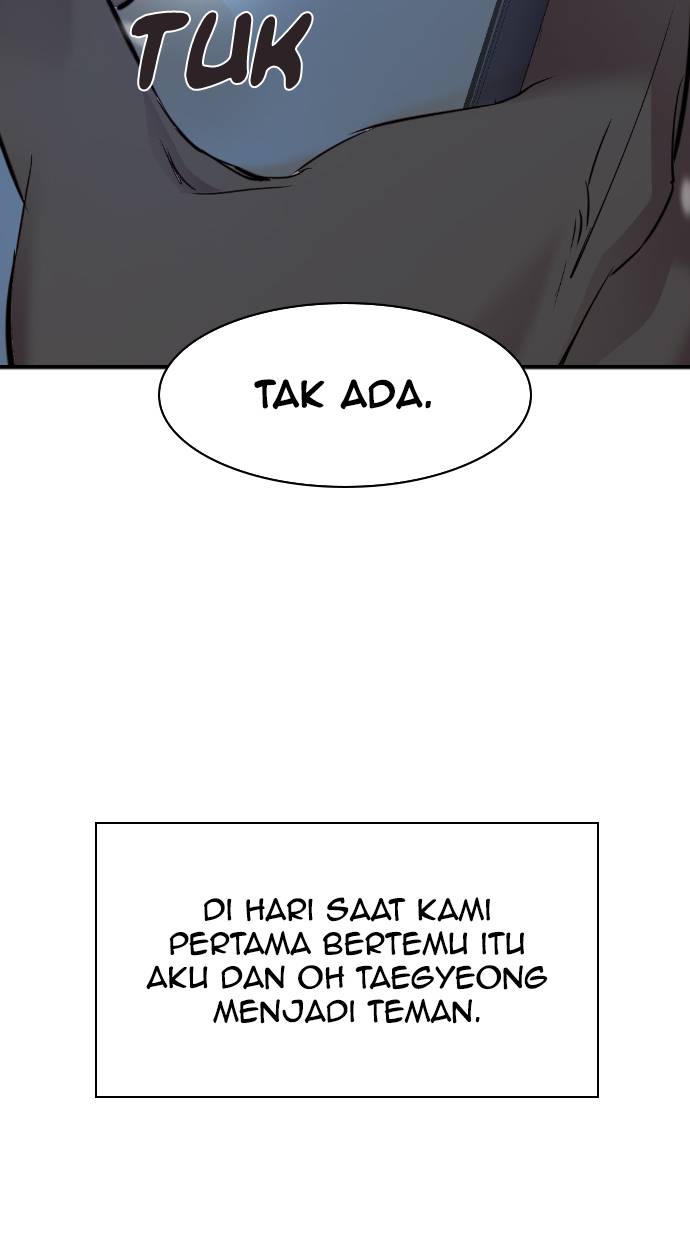 TUK
TAK ADA.
DI HARI SAAT KAMI
PERTAMA BERTEMU ITU
AKU DAN OH TAEGYEONG
MENJADI TEMAN.